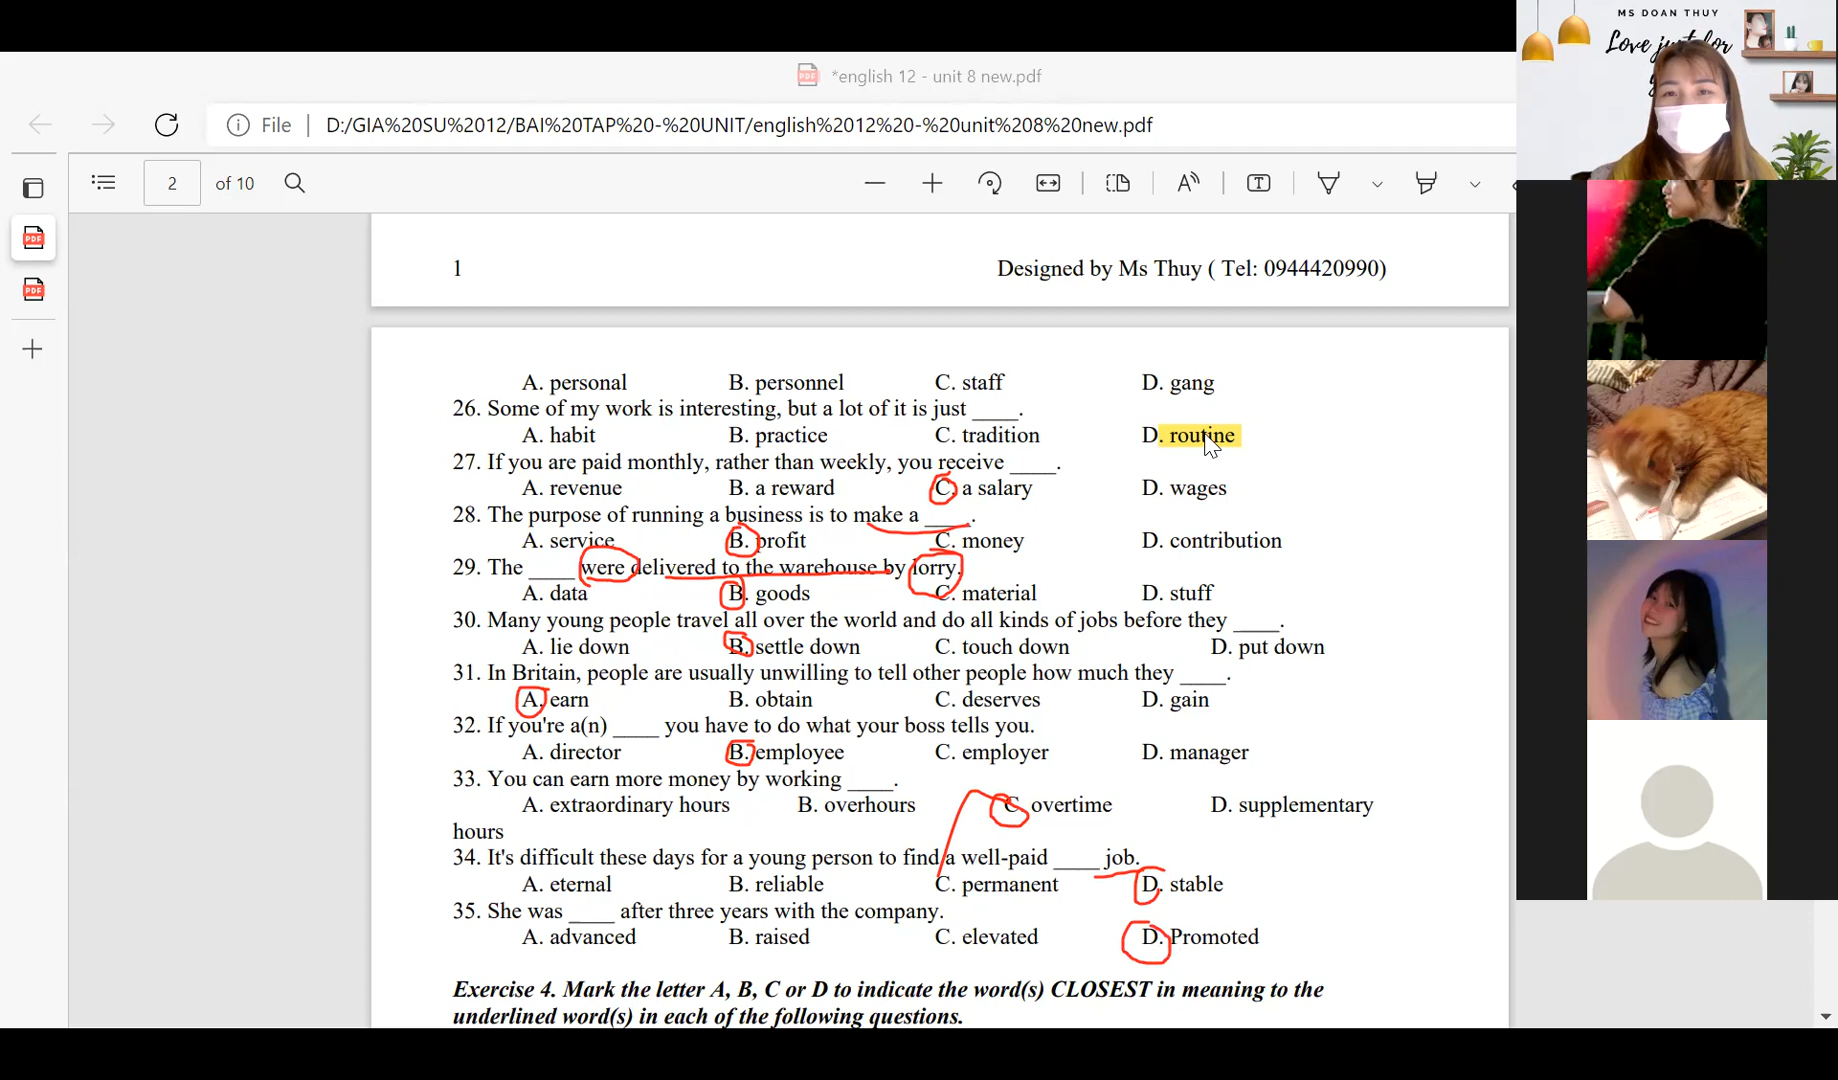 MS DOAN THUY
Love just for
*english 12 - unit 8 new.pdf
File
D:/GIA%20SU%2012/BAI%20TAP%20-%20UNIT/english%2012%20-%20unit%208%20new.pdf
2 of 10
1 Designed by Ms Thuy ( Tel: 0944420990)
A. personal B. personnel C. staff D. gang
26. Some of my work is interesting, but a lot of it is just ____.
A. habit B. practice C. tradition D. routine
27. If you are paid monthly, rather than weekly, you receive ____.
A. revenue B. a reward C. a salary D. wages
28. The purpose of running a business is to make a ____.
A. service B. profit C. money D. contribution
29. The ____ were delivered to the warehouse by lorry.
A. data B. goods C. material D. stuff
30. Many young people travel all over the world and do all kinds of jobs before they ____.
A. lie down B. settle down C. touch down D. put down
31. In Britain, people are usually unwilling to tell other people how much they ____.
A. earn B. obtain C. deserves D. gain
32. If you're a(n) ____ you have to do what your boss tells you.
A. director B. employee C. employer D. manager
33. You can earn more money by working ____.
A. extraordinary hours B. overhours C. overtime D. supplementary
hours
34. It's difficult these days for a young person to find a well-paid ____ job.
A. eternal B. reliable C. permanent D. stable
35. She was ____ after three years with the company.
A. advanced B. raised C. elevated D. Promoted
Exercise 4. Mark the letter A, B, C or D to indicate the word(s) CLOSEST in meaning to the
underlined word(s) in each of the following questions.